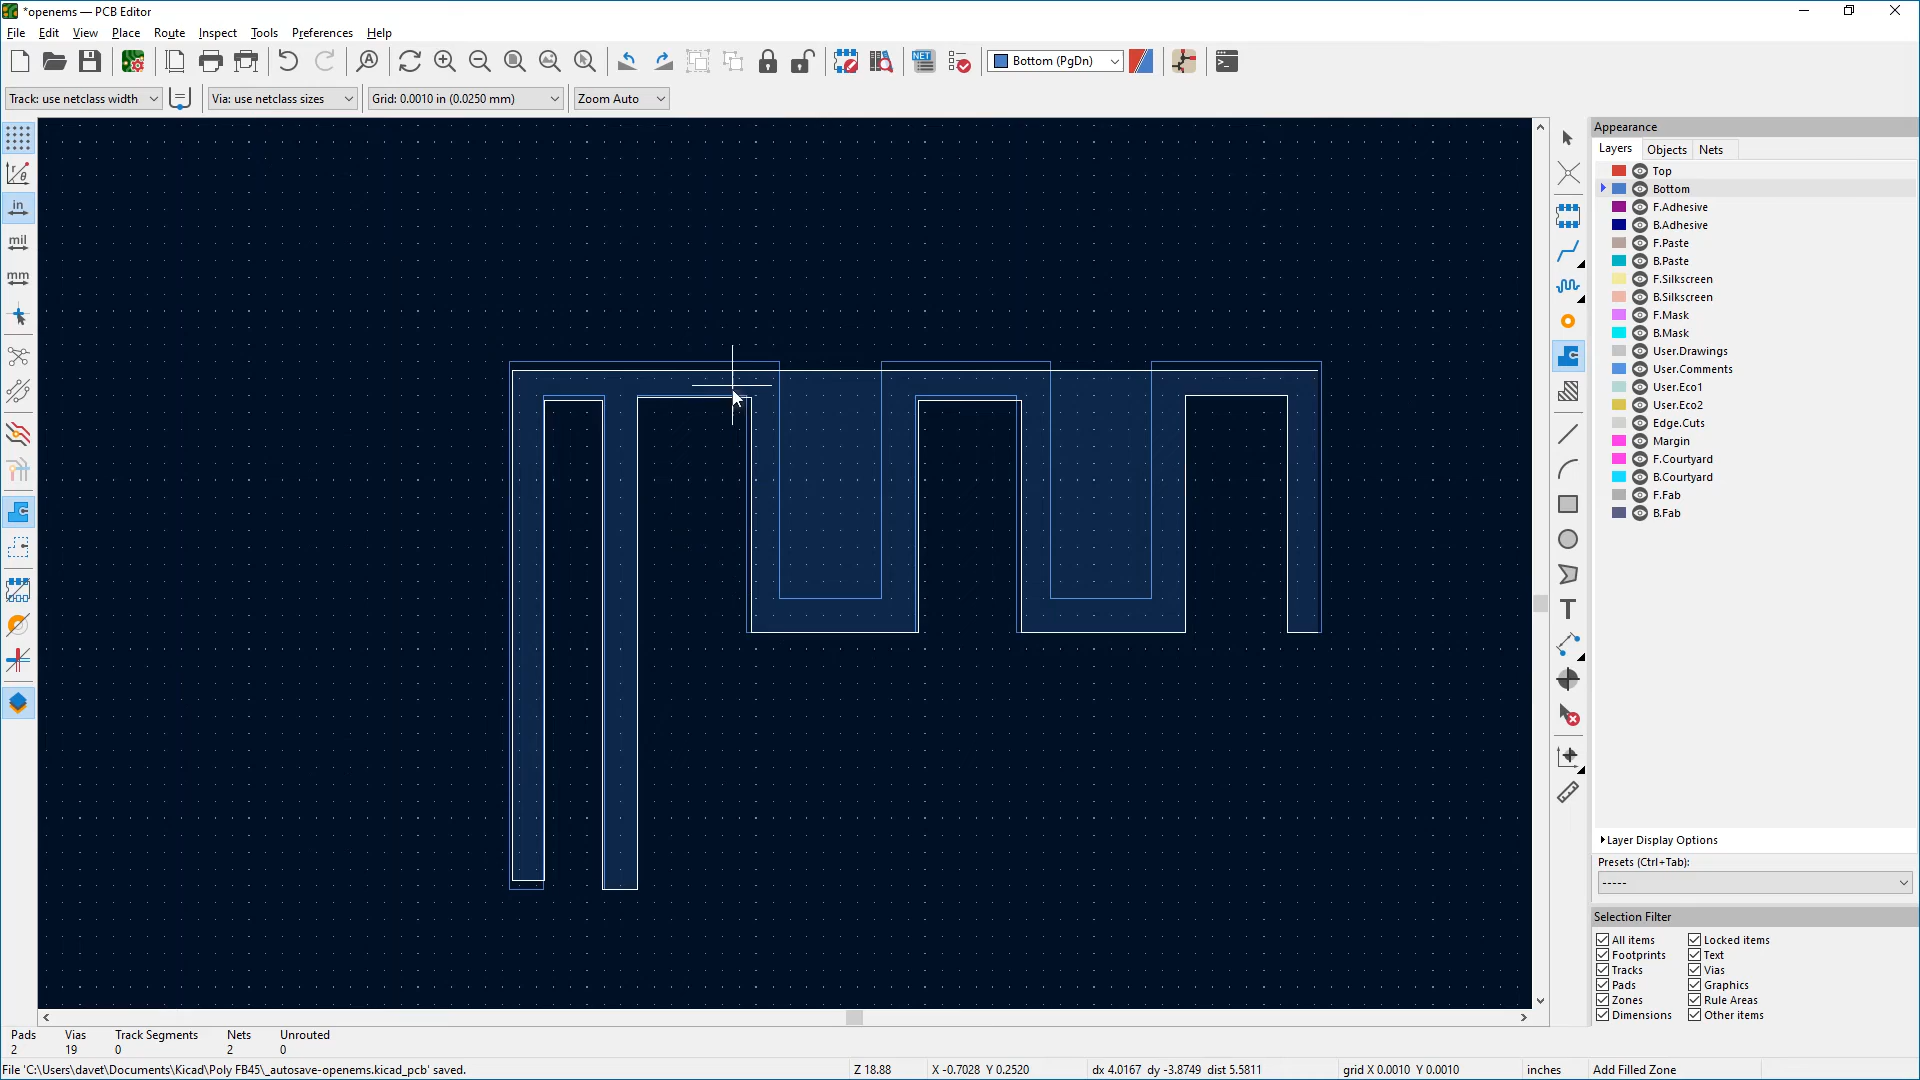 *openems — PCB Editor
File Edit View Place Route Inspect Tools Preferences Help
NET Bottom (PgDn)
Track: use netclass width Via: use netclass sizes Grid: 0.0010 in (0.0250 mm) Zoom Auto
in
mil
mm
Appearance
Layers Objects Nets
Top
Bottom
F.Adhesive
B.Adhesive
F.Paste
B.Paste
F.Silkscreen
B.Silkscreen
F.Mask
B.Mask
User.Drawings
User.Comments
User.Eco1
User.Eco2
Edge.Cuts
Margin
F.Courtyard
B.Courtyard
F.Fab
B.Fab
Layer Display Options
Presets (Ctrl+Tab):
-----
Selection Filter
All items Locked items
Footprints Text
Tracks Vias
Pads Graphics
Zones Rule Areas
Dimensions Other items
Pads Vias Track Segments Nets Unrouted
2 19 0 2 0
File 'C:\Users\davet\Documents\Kicad\Poly FB45\_autosave-openems.kicad_pcb' saved. Z 18.88 X -0.7028 Y 0.2520 dx 4.0167 dy -3.8749 dist 5.5811 grid X 0.0010 Y 0.0010 inches Add Filled Zone